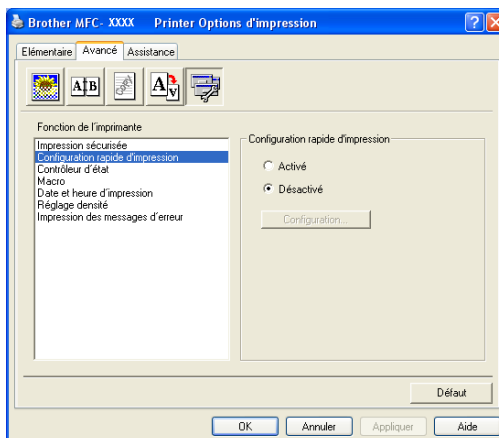 Brother MFC- XXXX Printer Options d'impression
Elémentaire Avancé Assistance
A B
A A
Fonction de l'imprimante
Impression sécurisée
Configuration rapide d'impression
Contrôleur d'état
Macro
Date et heure d'impression
Réglage densité
Impression des messages d'erreur
Configuration rapide d'impression
Activé
Désactivé
Configuration...
Défaut
OK Annuler Appliquer Aide